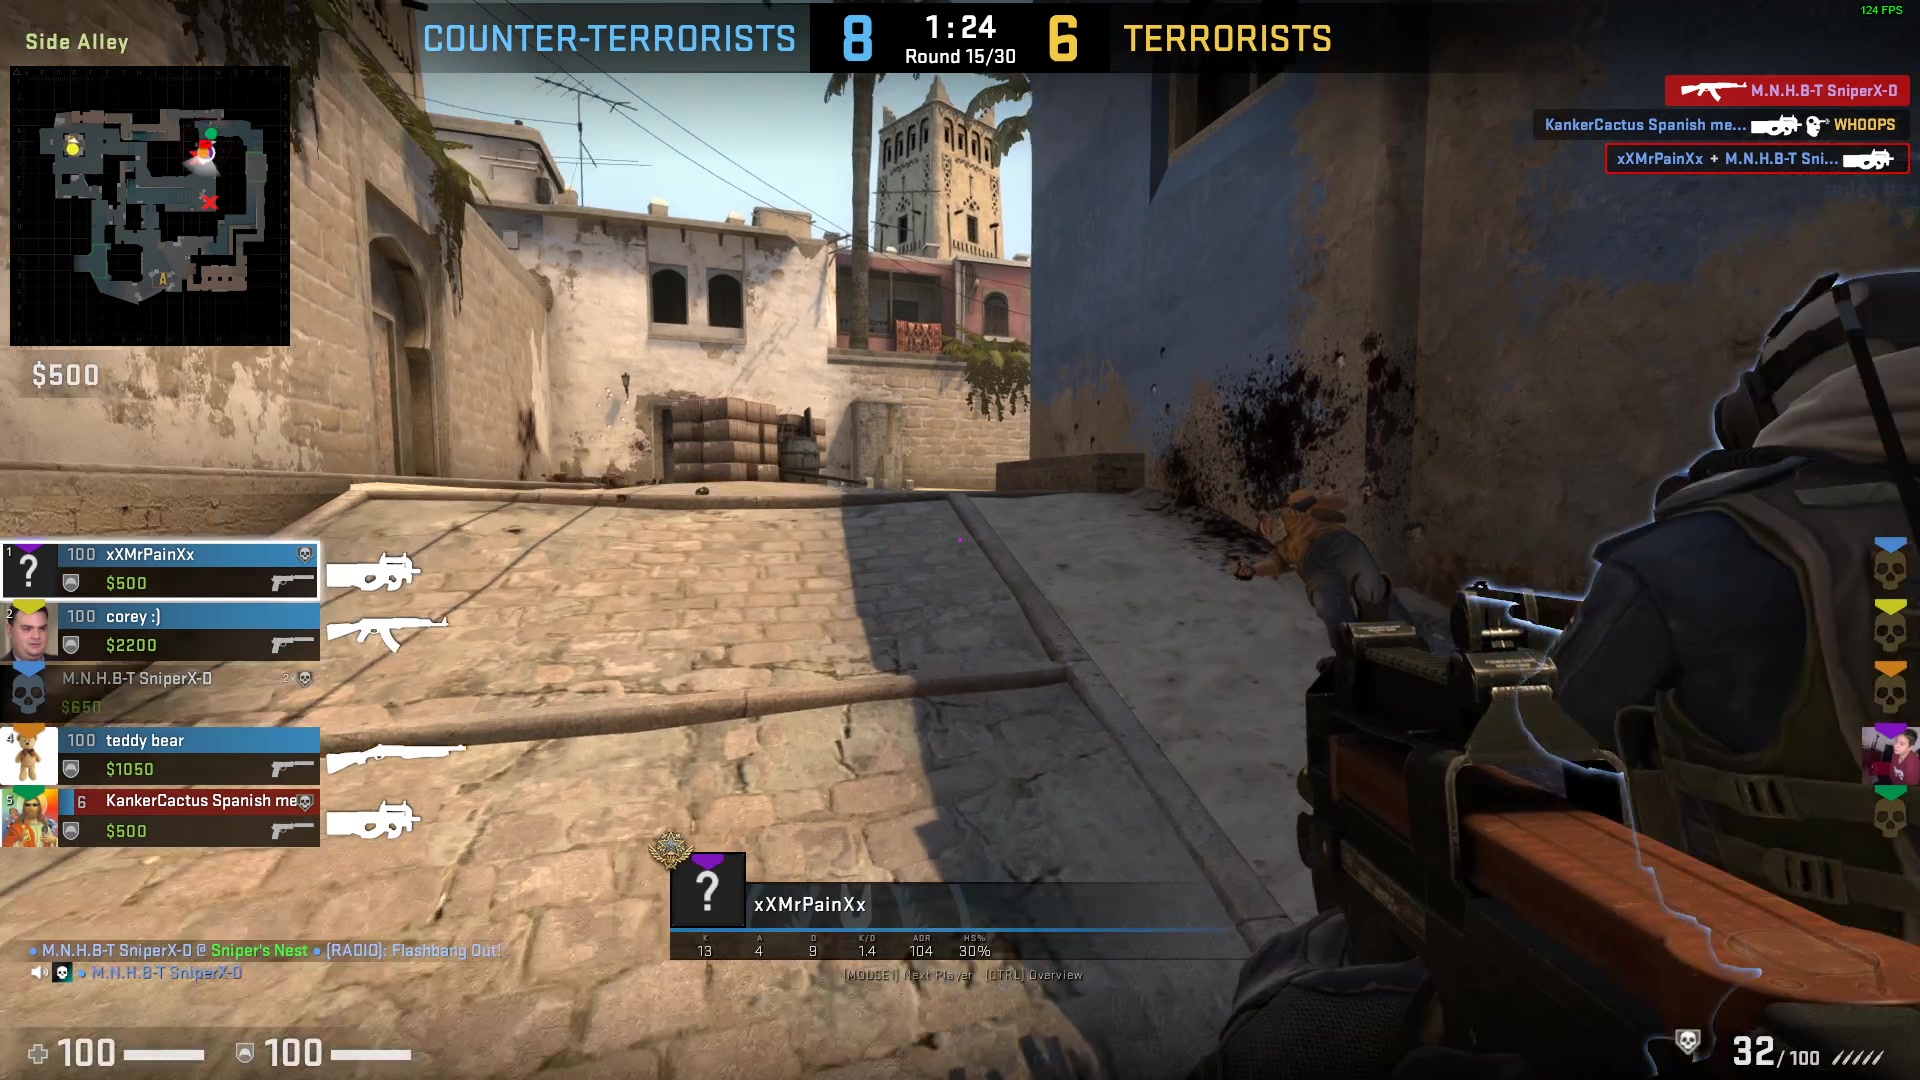 124 FPS
Side Alley
COUNTER-TERRORISTS 8 1:24 6 TERRORISTS
Round 15/30
M.N.H.B-T SniperX-D
KankerCactus Spanish me... WHOOPS
xXMrPainXx + M.N.H.B-T Sni...
A
$500
1 ? 100 xXMrPainXx
$500
2 100 corey :)
$2200
M.N.H.B-T SniperX-D 2x
$650
4 100 teddy bear
$1050
5 6 KankerCactus Spanish me
$500
? xXMrPainXx
K A D K/D ADR HS%
13 4 9 1.4 104 30%
[MOUSE1] Next Player [CTRL] Overview
• M.N.H.B-T SniperX-D @ Sniper's Nest • (RADIO): Flashbang Out!
• M.N.H.B-T SniperX-D
100 100
32/100